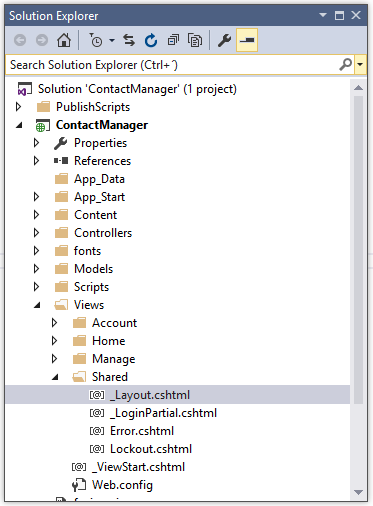 Solution Explorer
Search Solution Explorer (Ctrl+´)
Solution 'ContactManager' (1 project)
PublishScripts
ContactManager
Properties
References
App_Data
App_Start
Content
Controllers
fonts
Models
Scripts
Views
Account
Home
Manage
Shared
_Layout.cshtml
_LoginPartial.cshtml
Error.cshtml
Lockout.cshtml
_ViewStart.cshtml
Web.config